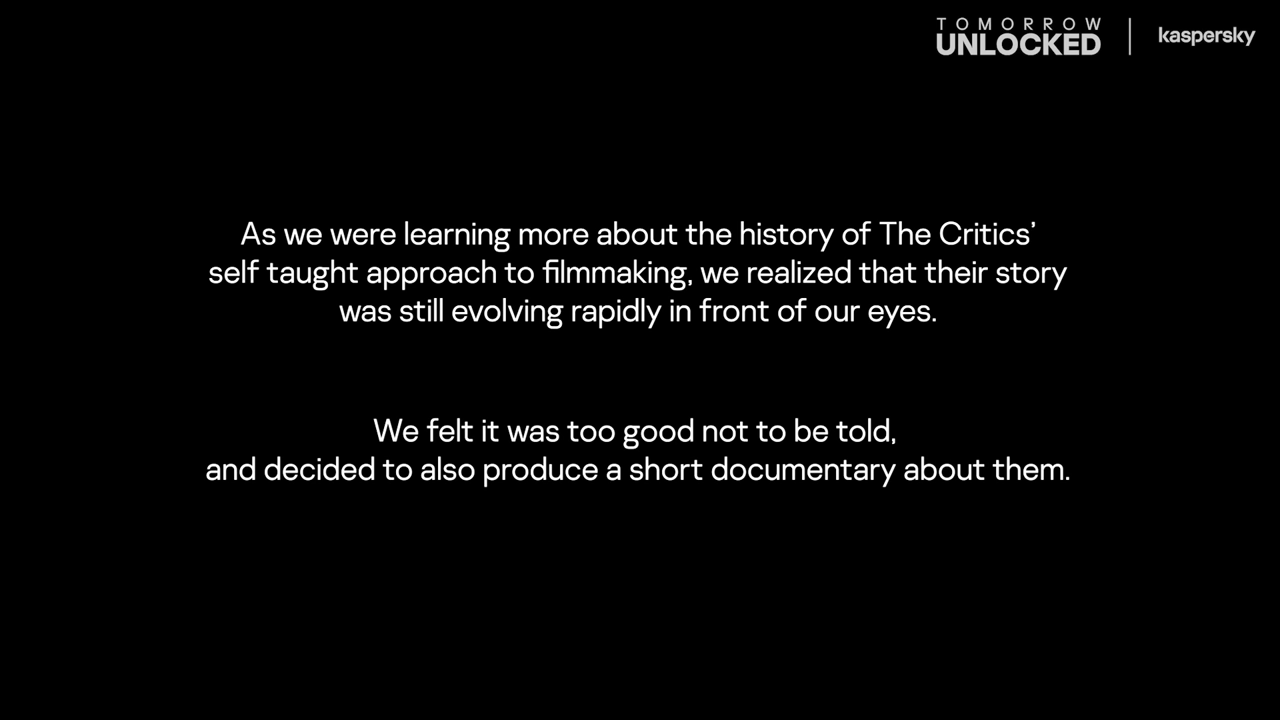 TOMORROW
UNLOCKED
kaspersky
As we were learning more about the history of The Critics’
self taught approach to filmmaking, we realized that their story
was still evolving rapidly in front of our eyes.
We felt it was too good not to be told,
and decided to also produce a short documentary about them.